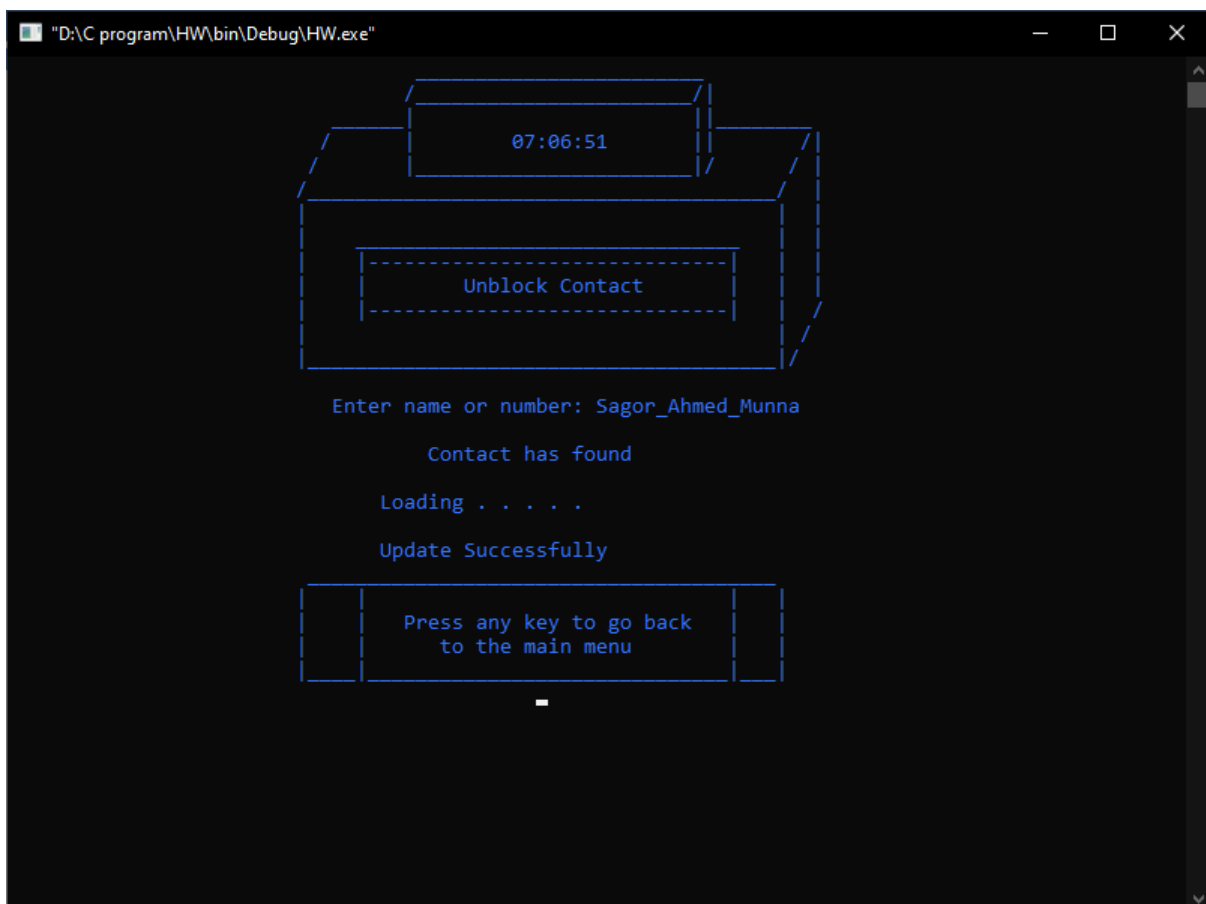 "D:\C program\HW\bin\Debug\HW.exe"
07:06:51
Unblock Contact
Enter name or number: Sagor_Ahmed_Munna
Contact has found
Loading . . . . .
Update Successfully
Press any key to go back
to the main menu